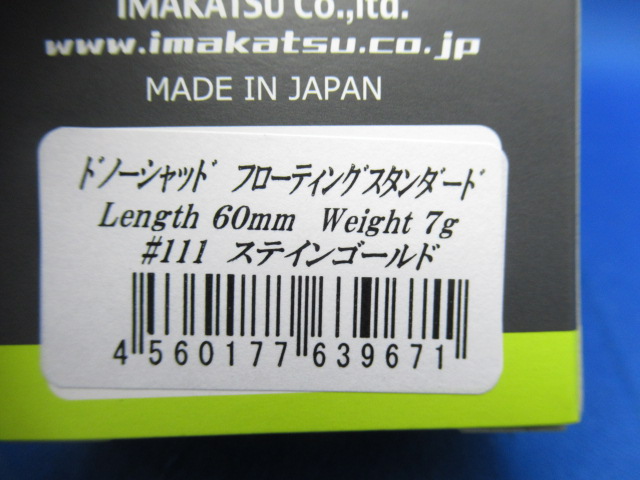 IMAKATSU Co.,ltd.
www.imakatsu.co.jp
MADE IN JAPAN
ﾄﾞﾉｰシャッﾄﾞ フローティングスタンダーﾄﾞ
Length 60mm Weight 7g
#111 ステインゴールド
4 560177 639671